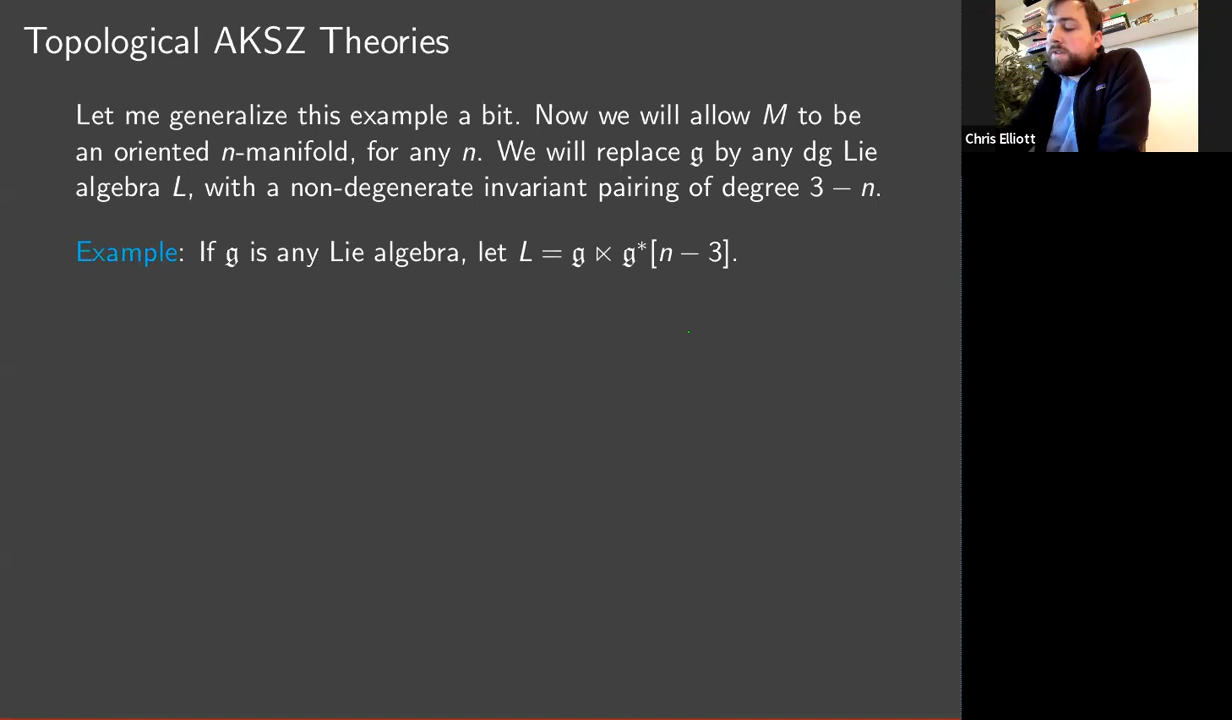 Topological AKSZ Theories
Let me generalize this example a bit. Now we will allow M to be
an oriented n-manifold, for any n. We will replace 𝔤 by any dg Lie
algebra L, with a non-degenerate invariant pairing of degree 3 − n.
Example: If 𝔤 is any Lie algebra, let L = 𝔤 ⋉ 𝔤*[n − 3].
Chris Elliott